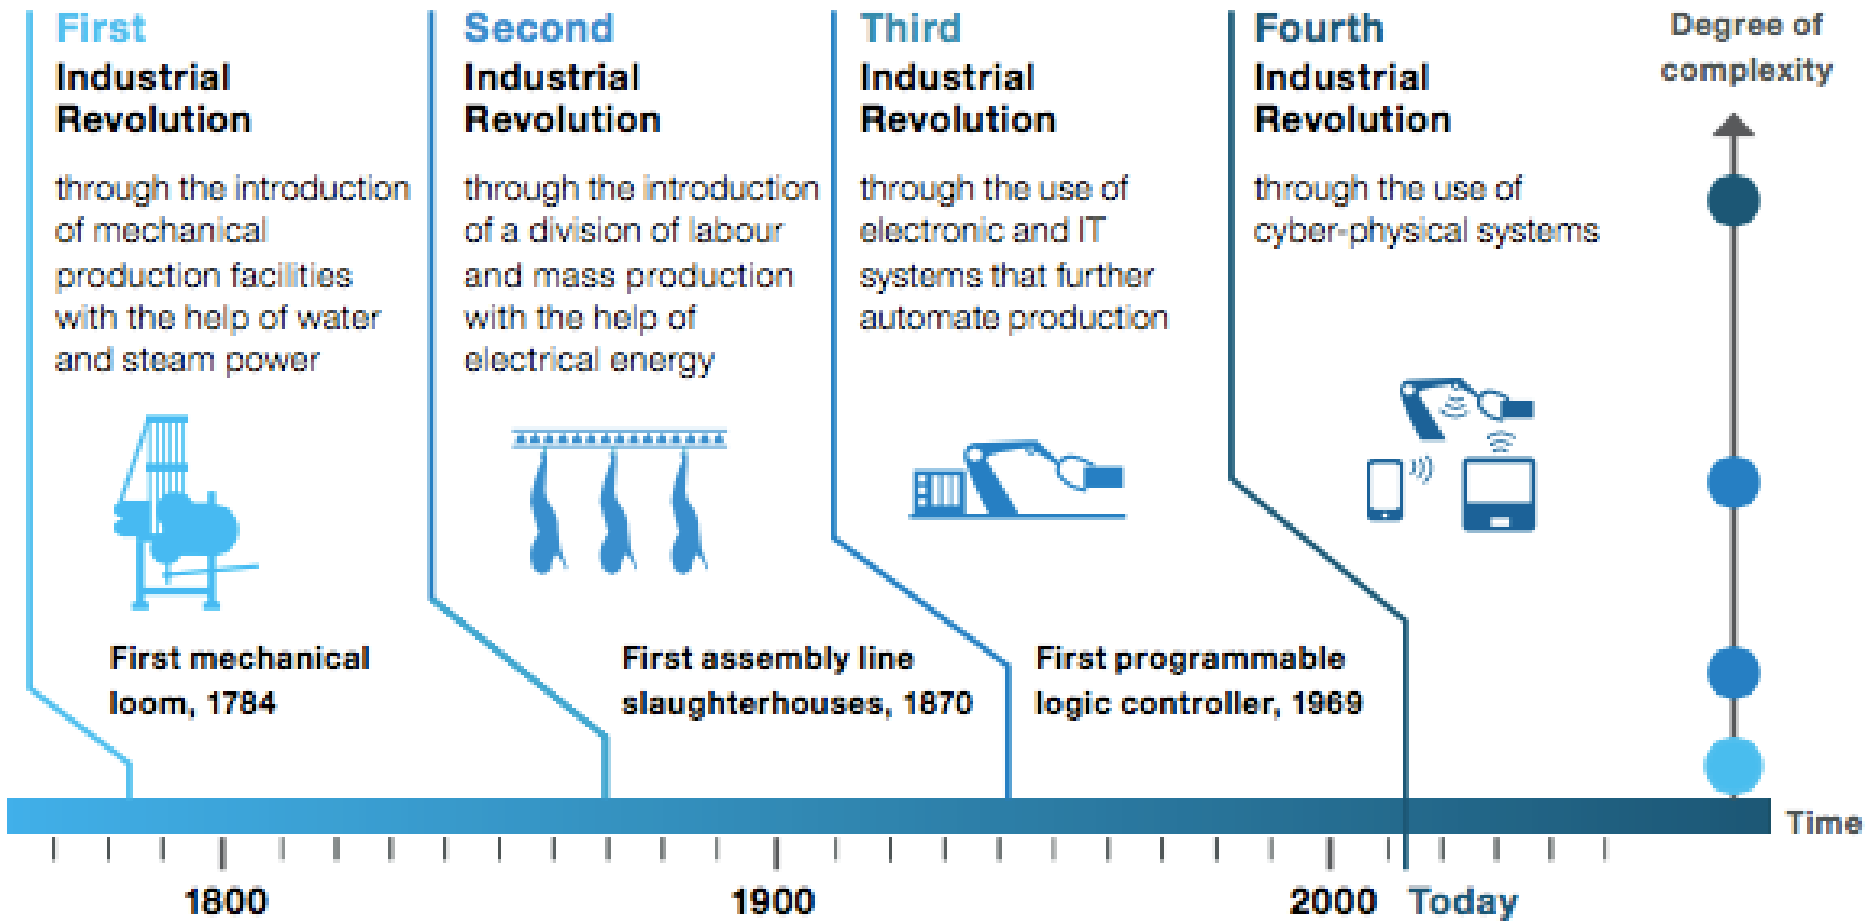 First
Industrial
Revolution
through the introduction
of mechanical
production facilities
with the help of water
and steam power
First mechanical
loom, 1784
Second
Industrial
Revolution
through the introduction
of a division of labour
and mass production
with the help of
electrical energy
First assembly line
slaughterhouses, 1870
Third
Industrial
Revolution
through the use of
electronic and IT
systems that further
automate production
First programmable
logic controller, 1969
Fourth
Industrial
Revolution
through the use of
cyber-physical systems
Degree of
complexity
Time
1800
1900
2000
Today